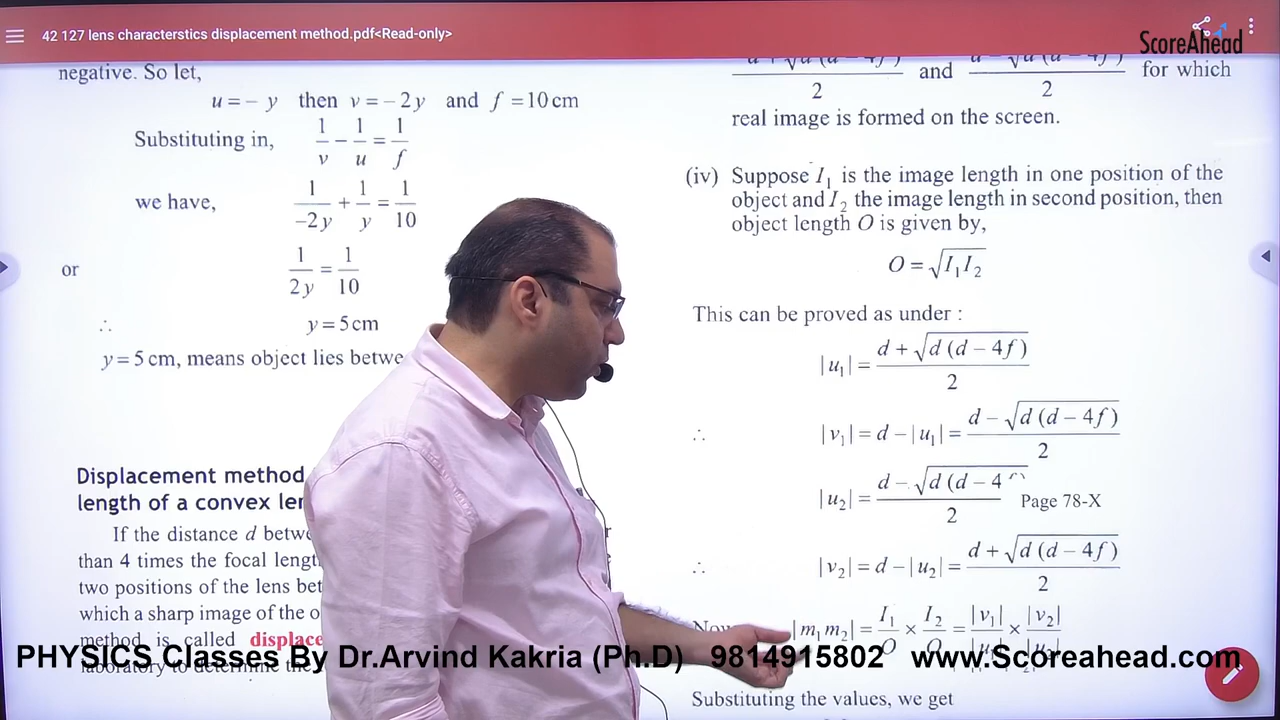 42 127 lens characterstics displacement method.pdf<Read-only>
ScoreAhead
negative. So let,
u = – y then v = – 2y and f = 10 cm
Substituting in, 1/v – 1/u = 1/f
we have, 1/–2y + 1/y = 1/10
or 1/2y = 1/10
∴ y = 5 cm
y = 5 cm, means object lies
Displacement method
length of a convex
If the distance d
than 4 times the focal
two positions of the lens
which a sharp image of the
method is called
laboratory to determine the
2 and 2 for which
real image is formed on the screen.
(iv) Suppose I₁ is the image length in one position of the
object and I₂ the image length in second position, then
object length O is given by,
O = √I₁I₂
This can be proved as under :
|u₁| = d + √d (d – 4f) / 2
∴ |v₁| = d – |u₁| = d – √d (d – 4f) / 2
|u₂| = d – √d (d – 4 / 2
Page 78-X
∴ |v₂| = d – |u₂| = d + √d (d – 4f) / 2
|m₁ m₂| = I₁/O × I₂/O = |v₁| × |v₂|
PHYSICS Classes By Dr.Arvind Kakria (Ph.D) 9814915802 www.Scoreahead.com
Substituting the values, we get